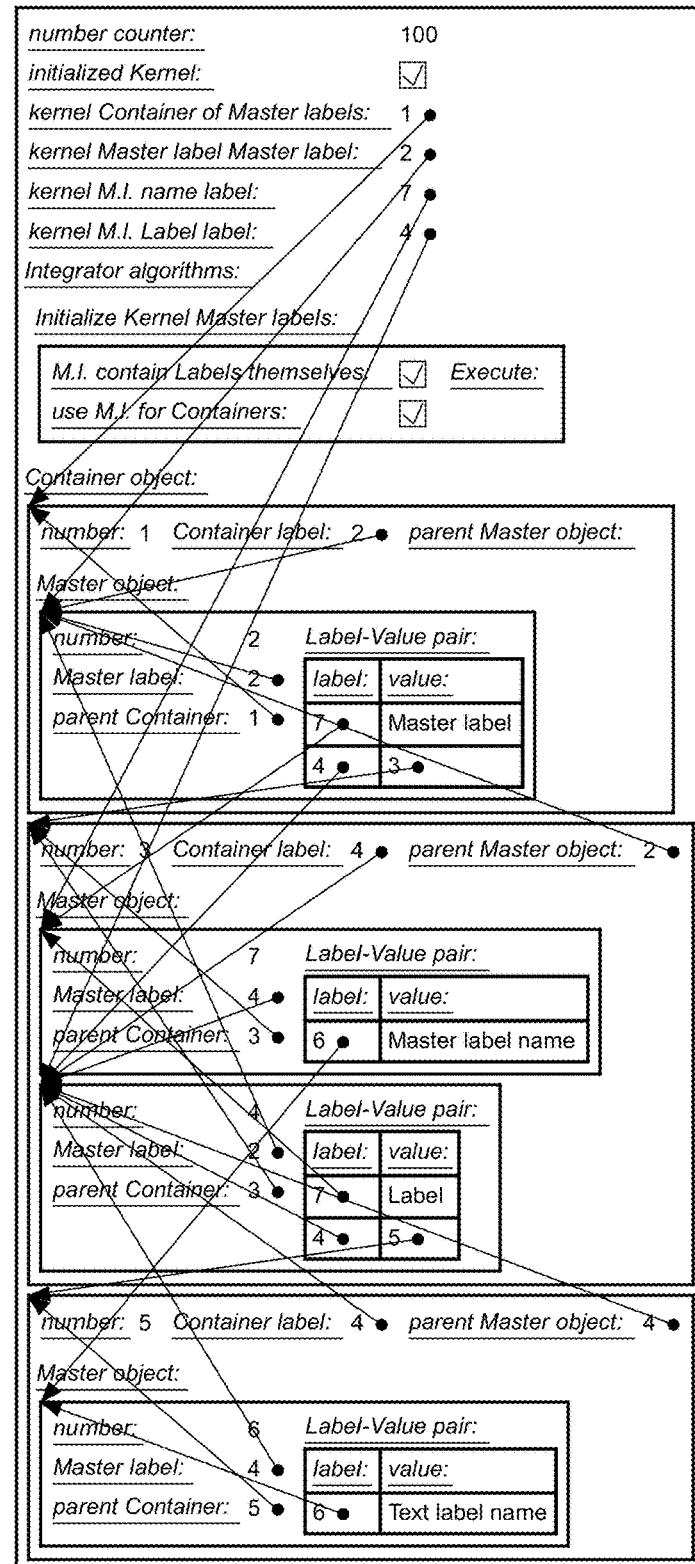 number counter: 100
initialized Kernel:
kernel Container of Master labels: 1
kernel Master label Master label: 2
kernel M.I. name label: 7
kernel M.I. Label label: 4
Integrator algorithms:
Initialize Kernel Master labels:
M.I. contain Labels themselves: Execute:
use M.I. for Containers:
Container object:
number: 1 Container label: 2 parent Master object:
Master object:
number: 2 Label-Value pair:
Master label: 2 label: value:
parent Container: 1 7 Master label
4 3
number: 3 Container label: 4 parent Master object: 2
Master object:
number: 7 Label-Value pair:
Master label: 4 label: value:
parent Container: 3 6 Master label name
number: 4 Label-Value pair:
Master label: 2 label: value:
parent Container: 3 7 Label
4 5
number: 5 Container label: 4 parent Master object: 4
Master object:
number: 6 Label-Value pair:
Master label: 4 label: value:
parent Container: 5 6 Text label name